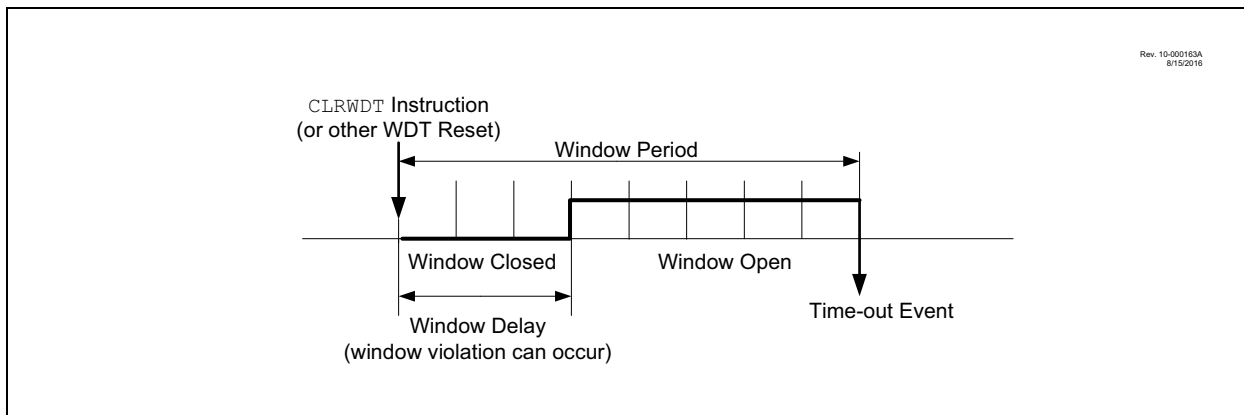 Rev. 10-000163A
8/15/2016
CLRWDT Instruction
(or other WDT Reset)
Window Period
Window Closed
Window Open
Window Delay
(window violation can occur)
Time-out Event